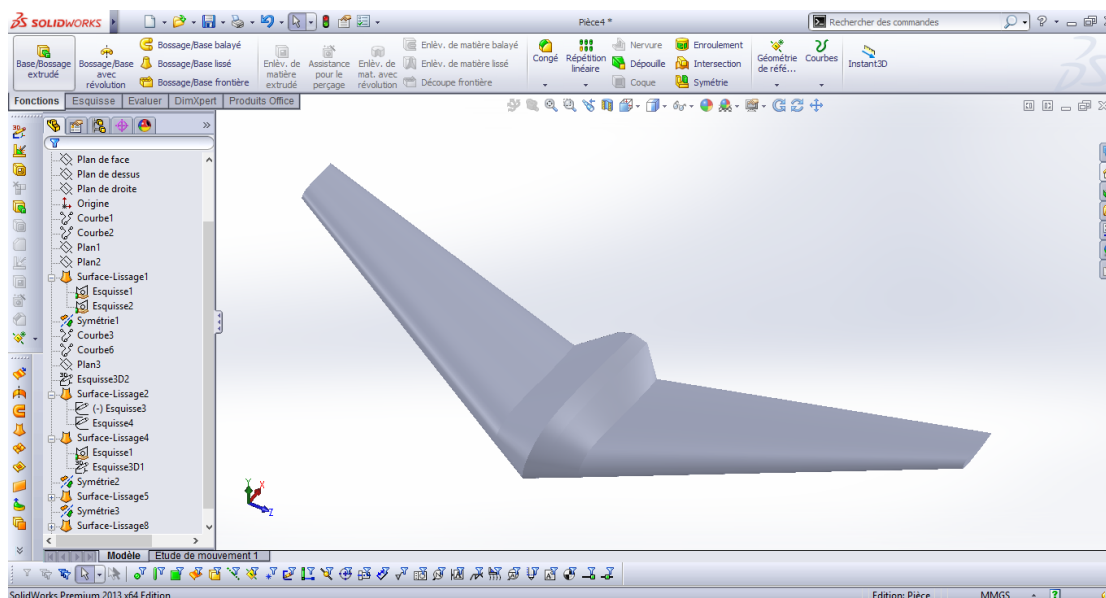 SOLIDWORKS
Pièce4 *
Rechercher des commandes
Base/Bossage extrudé
Bossage/Base avec révolution
Bossage/Base balayé
Bossage/Base lissé
Bossage/Base frontière
Enlèv. de matière extrudé
Assistance pour le perçage
Enlèv. de mat. avec révolution
Enlèv. de matière balayé
Enlèv. de matière lissé
Découpe frontière
Congé
Répétition linéaire
Nervure
Dépouille
Coque
Enroulement
Intersection
Symétrie
Géométrie de réfé...
Courbes
Instant3D
Fonctions
Esquisse
Evaluer
DimXpert
Produits Office
Plan de face
Plan de dessus
Plan de droite
Origine
Courbe1
Courbe2
Plan1
Plan2
Surface-Lissage1
Esquisse1
Esquisse2
Symétrie1
Courbe3
Courbe6
Plan3
Esquisse3D2
Surface-Lissage2
(-) Esquisse3
Esquisse4
Surface-Lissage4
Esquisse1
Esquisse3D1
Symétrie2
Surface-Lissage5
Symétrie3
Surface-Lissage8
Y
X
Z
Modèle
Etude de mouvement 1
SolidWorks Premium 2013 x64 Edition
Edition: Pièce
MMGS